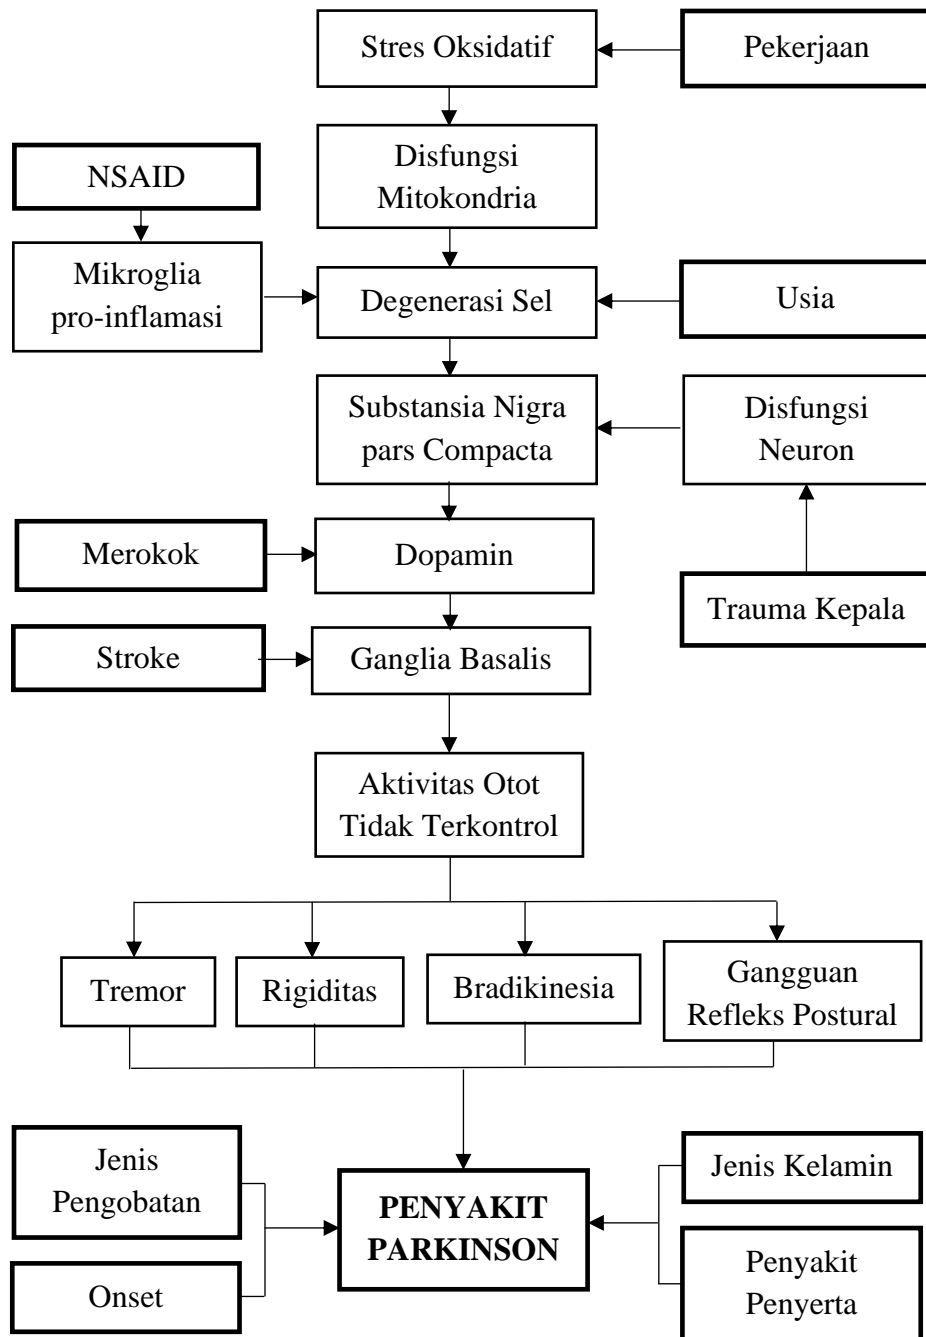 Stres Oksidatif
Pekerjaan
Disfungsi
Mitokondria
NSAID
Mikroglia
pro-inflamasi
Degenerasi Sel
Usia
Substansia Nigra
pars Compacta
Disfungsi
Neuron
Merokok
Dopamin
Trauma Kepala
Stroke
Ganglia Basalis
Aktivitas Otot
Tidak Terkontrol
Tremor
Rigiditas
Bradikinesia
Gangguan
Refleks Postural
Jenis
Pengobatan
Onset
PENYAKIT
PARKINSON
Jenis Kelamin
Penyakit
Penyerta